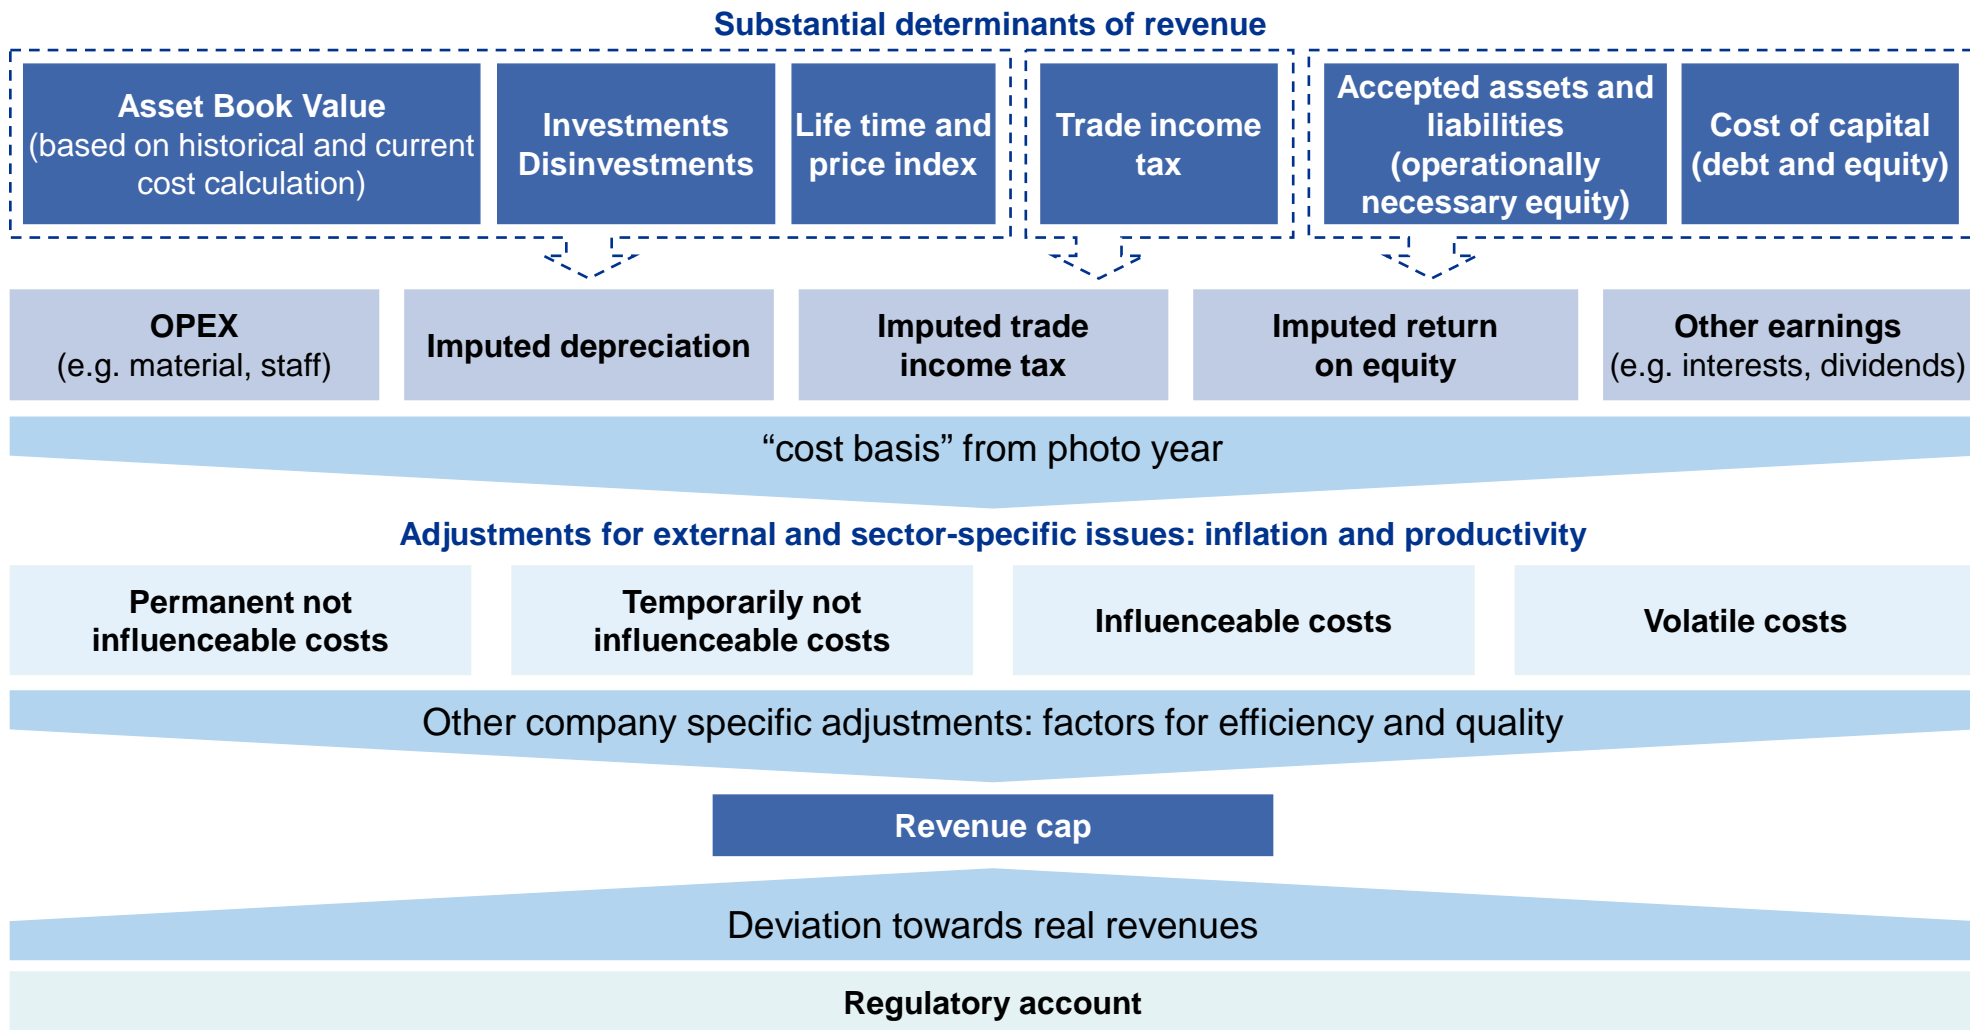 Substantial determinants of revenue
Asset Book Value
(based on historical and current
cost calculation)
Investments
Disinvestments
Life time and
price index
Trade income
tax
Accepted assets and
liabilities
(operationally
necessary equity)
Cost of capital
(debt and equity)
OPEX
(e.g. material, staff)
Imputed depreciation
Imputed trade
income tax
Imputed return
on equity
Other earnings
(e.g. interests, dividends)
“cost basis” from photo year
Adjustments for external and sector-specific issues: inflation and productivity
Permanent not
influenceable costs
Temporarily not
influenceable costs
Influenceable costs
Volatile costs
Other company specific adjustments: factors for efficiency and quality
Revenue cap
Deviation towards real revenues
Regulatory account